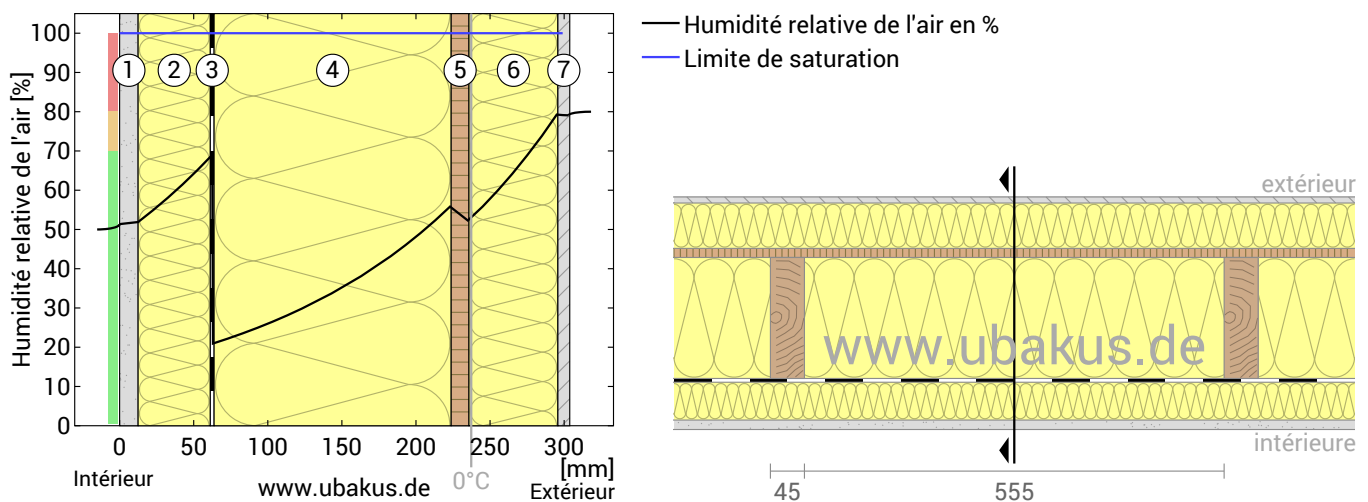 Humidité relative de l'air [%]
100
90
80
70
60
50
40
30
20
10
0
1 2 3 4 5 6 7
0 50 100 150 200 250 300
[mm]
0°C
Intérieur
www.ubakus.de
Extérieur
Humidité relative de l'air en %
Limite de saturation
extérieur
www.ubakus.de
intérieure
45 555